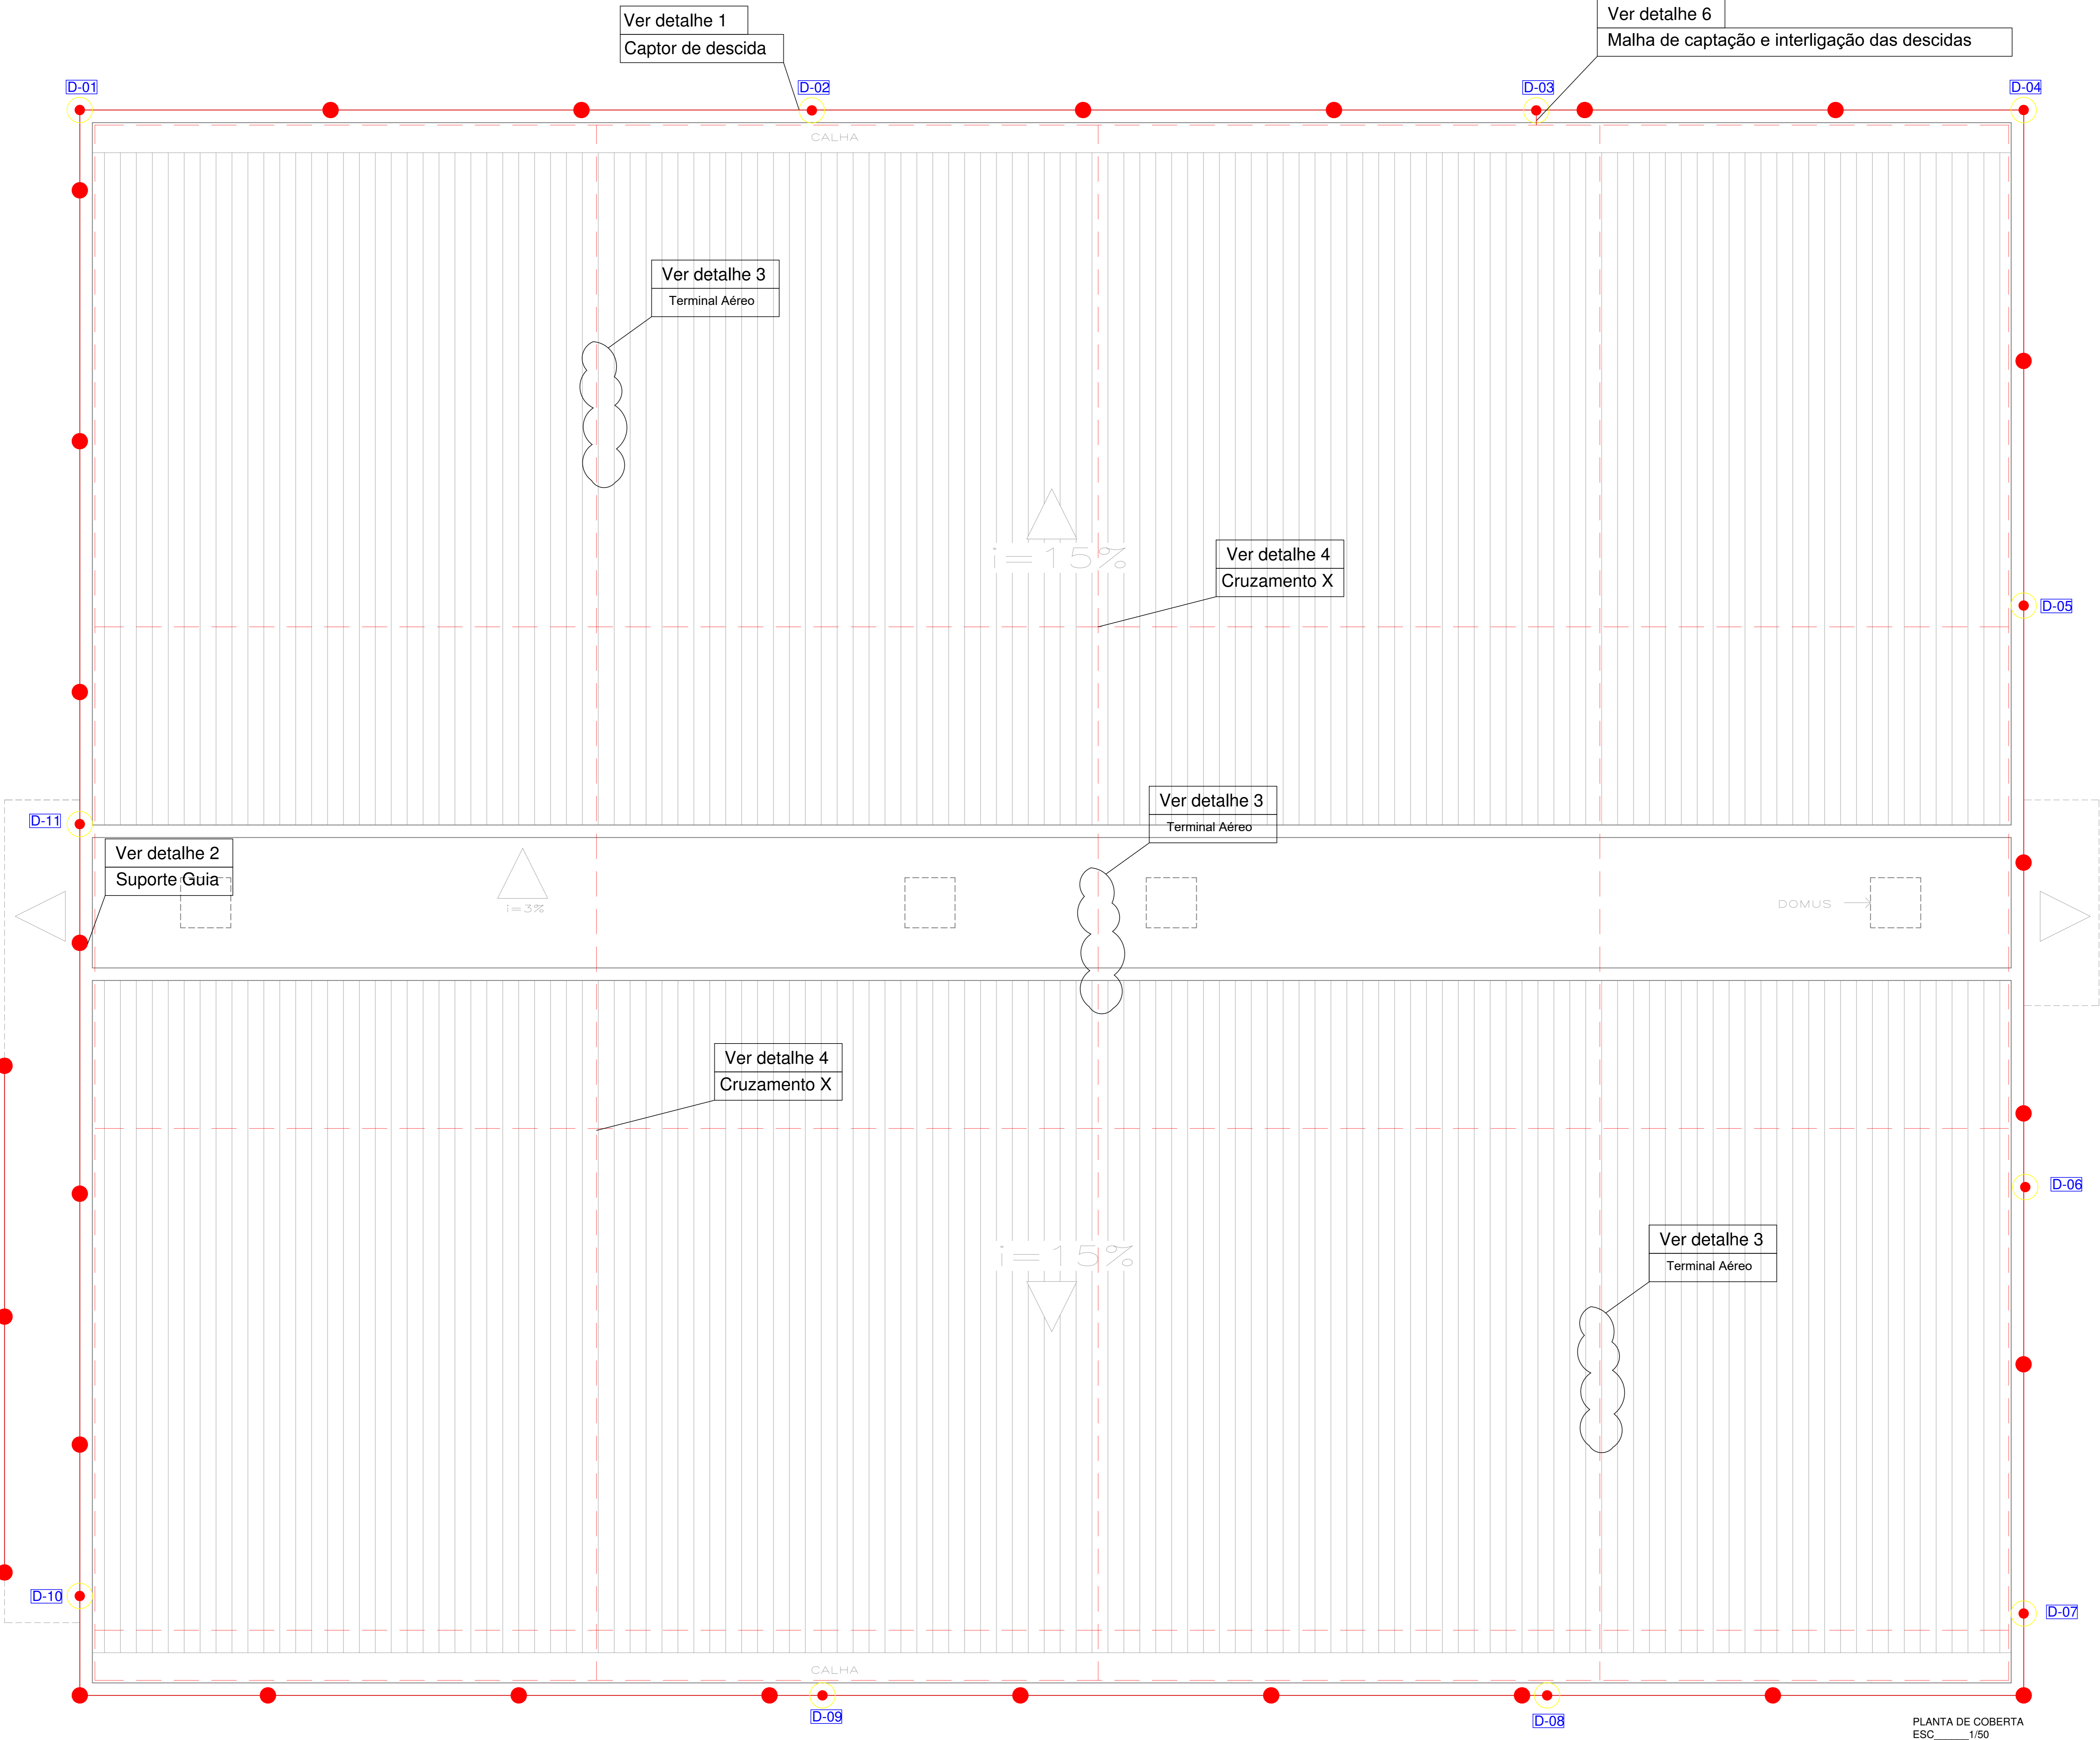 Ver detalhe 1
Captor de descida
Ver detalhe 6
Malha de captação e interligação das descidas
D-01
D-02
D-03
D-04
CALHA
Ver detalhe 3
Terminal Aéreo
i=15%
Ver detalhe 4
Cruzamento X
D-05
Ver detalhe 3
Terminal Aéreo
D-11
Ver detalhe 2
Suporte Guia
i=3%
DOMUS
Ver detalhe 4
Cruzamento X
D-06
i=15%
Ver detalhe 3
Terminal Aéreo
D-10
D-07
CALHA
D-09
D-08
PLANTA DE COBERTA
ESC______1/50